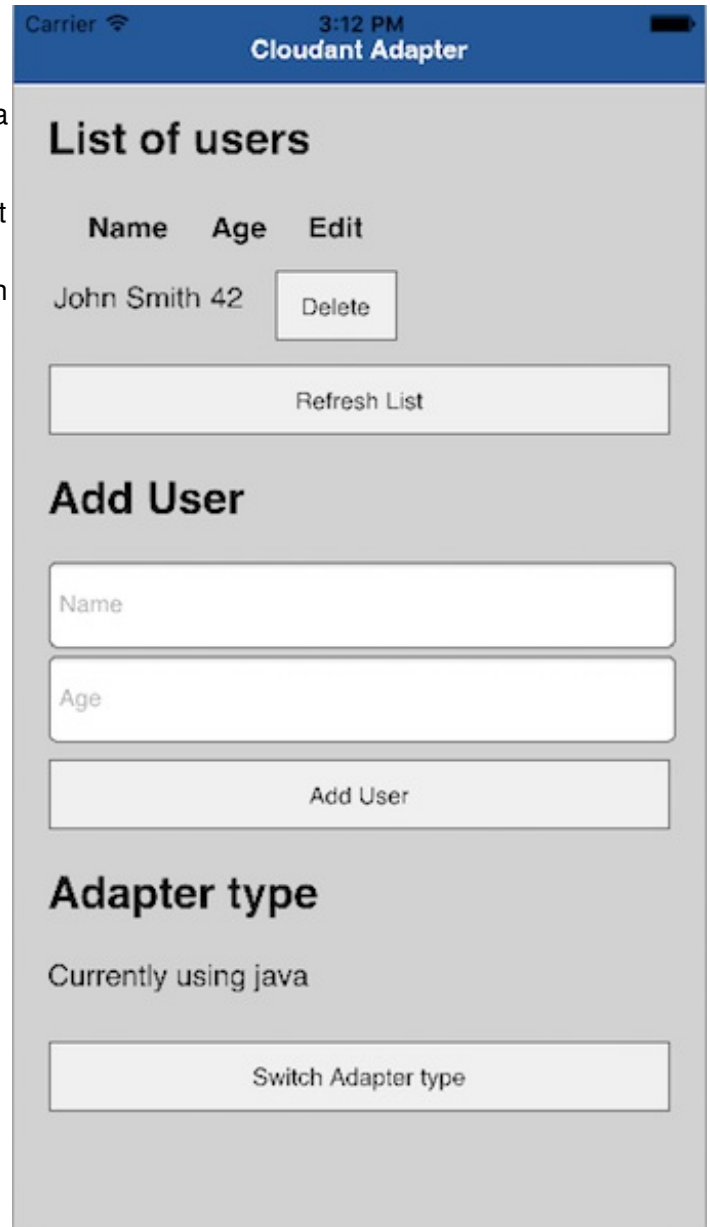 Carrier 3:12 PM
Cloudant Adapter
a
List of users
t
Name Age Edit
n
John Smith 42 Delete
Refresh List
Add User
Name
Age
Add User
Adapter type
Currently using java
Switch Adapter type